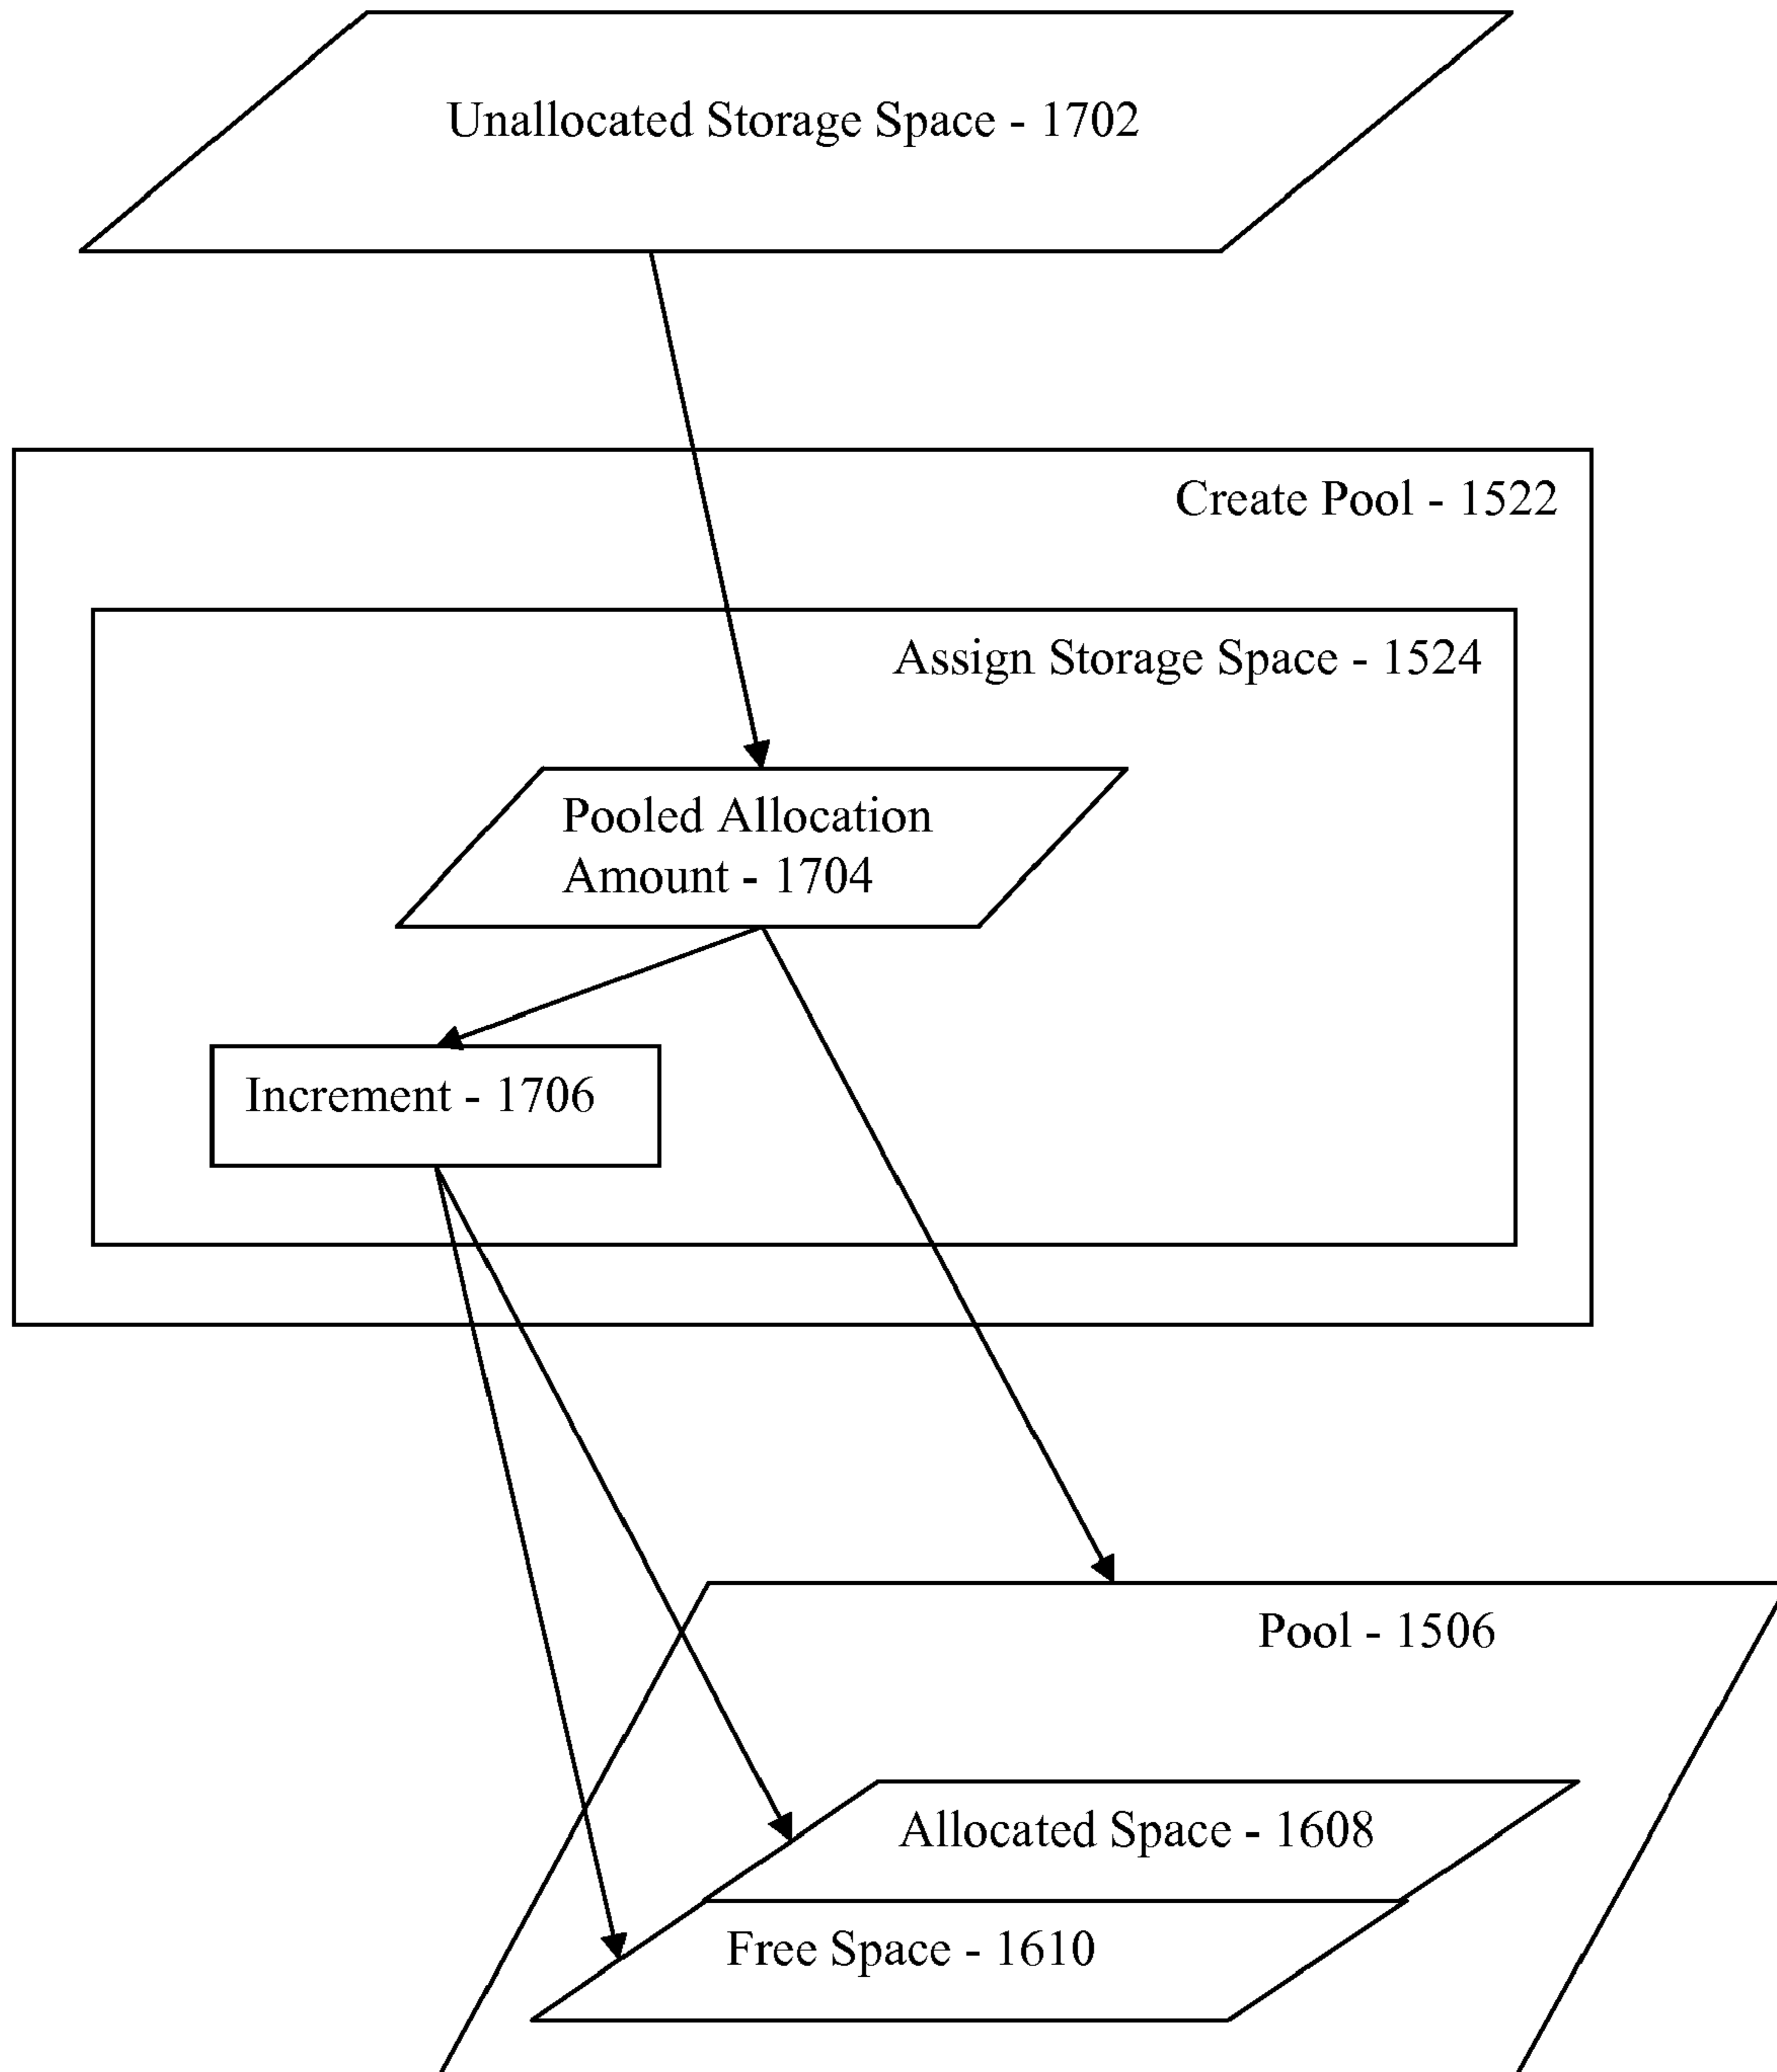 Unallocated Storage Space - 1702
Create Pool - 1522
Assign Storage Space - 1524
Pooled Allocation
Amount - 1704
Increment - 1706
Pool - 1506
Allocated Space - 1608
Free Space - 1610